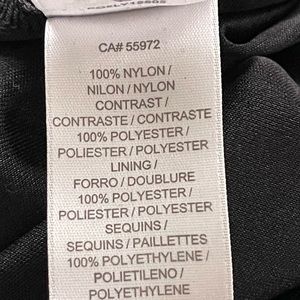 CA# 55972
100% NYLON /
NILON / NYLON
CONTRAST /
CONTRASTE / CONTRASTE
100% POLYESTER /
POLIESTER / POLYESTER
LINING /
FORRO / DOUBLURE
100% POLYESTER /
POLIESTER / POLYESTER
SEQUINS /
SEQUINS / PAILLETTES
100% POLYETHYLENE /
POLIETILENO /
POLYETHYLENE